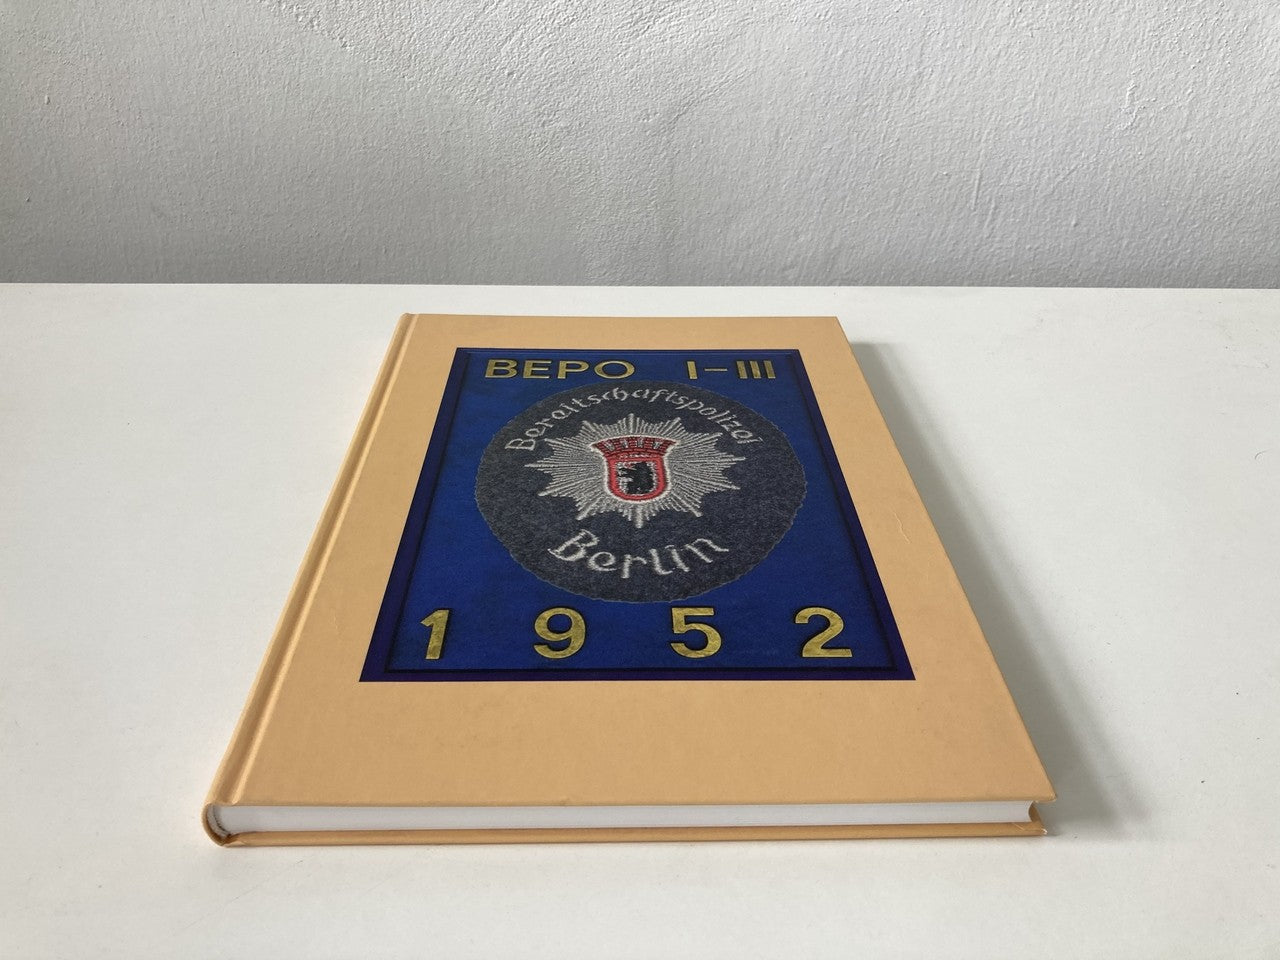 BEPO I-III
Bereitschaftspolizei
Berlin
1952